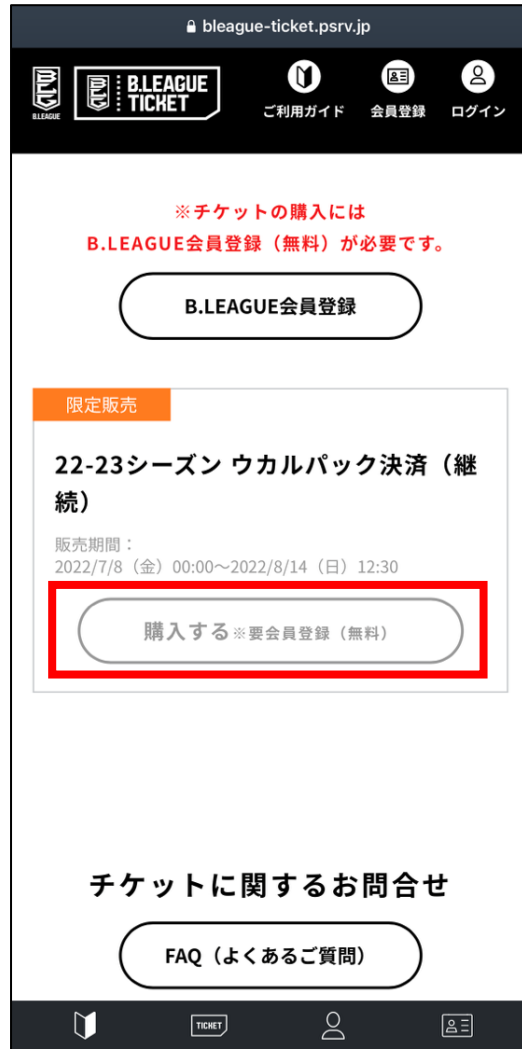 bleague-ticket.psrv.jp
B.LEAGUE
B.LEAGUE
TICKET
ご利用ガイド
会員登録
ログイン
※チケットの購入には
B.LEAGUE会員登録（無料）が必要です。
B.LEAGUE会員登録
限定販売
22-23シーズン ウカルパック決済（継
続）
販売期間：
2022/7/8（金）00:00～2022/8/14（日）12:30
購入する※要会員登録（無料）
チケットに関するお問合せ
FAQ（よくあるご質問）
TICKET